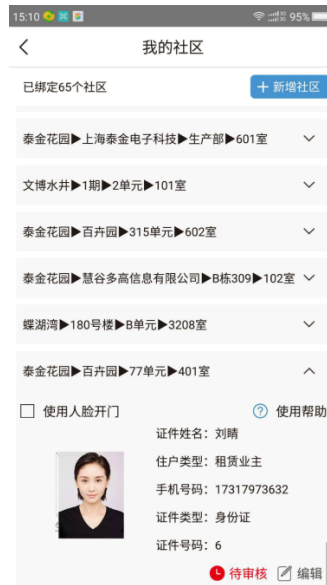 15:10
95%
我的社区
已绑定65个社区
+ 新增社区
泰金花园▶上海泰金电子科技▶生产部▶601室
文博水井▶1期▶2单元▶101室
泰金花园▶百卉园▶315单元▶602室
泰金花园▶慧谷多高信息有限公司▶B栋309▶102室
蝶湖湾▶180号楼▶B单元▶3208室
泰金花园▶百卉园▶77单元▶401室
使用人脸开门
? 使用帮助
证件姓名：刘晴
住户类型：租赁业主
手机号码：17317973632
证件类型：身份证
证件号码：6
待审核 编辑